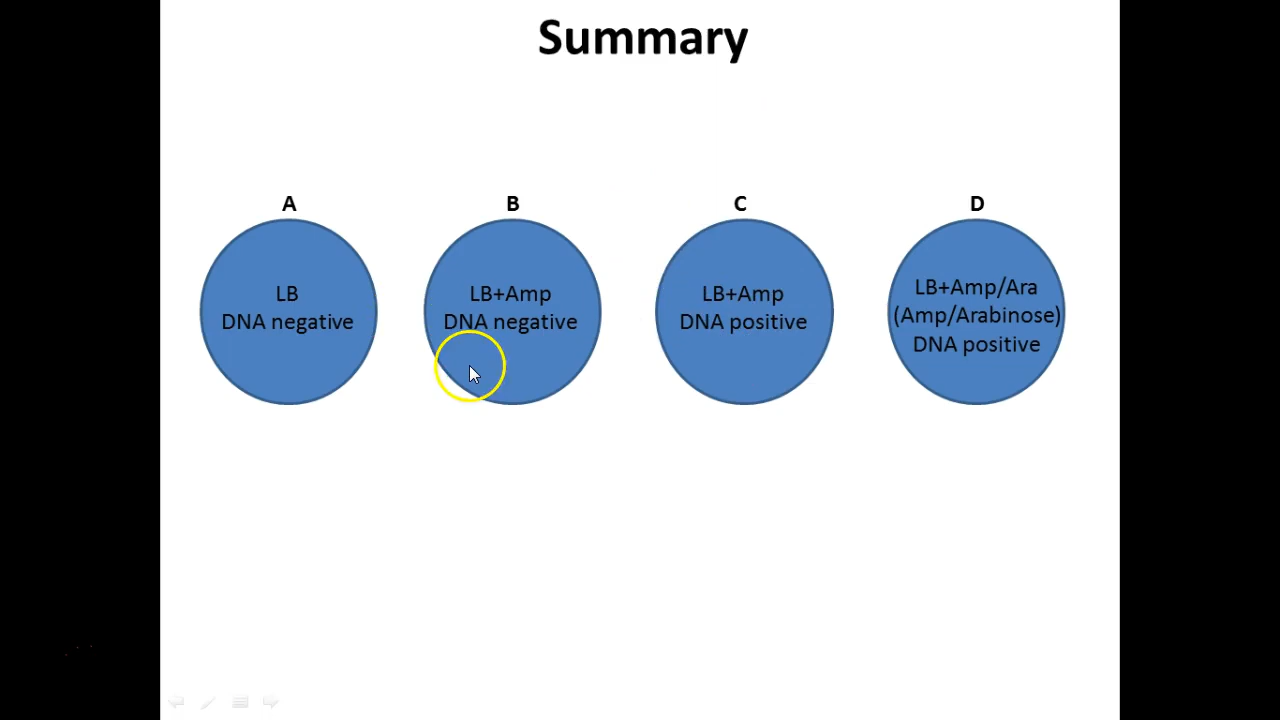 Summary
A
B
C
D
LB
DNA negative
LB+Amp
DNA negative
LB+Amp
DNA positive
LB+Amp/Ara
(Amp/Arabinose)
DNA positive